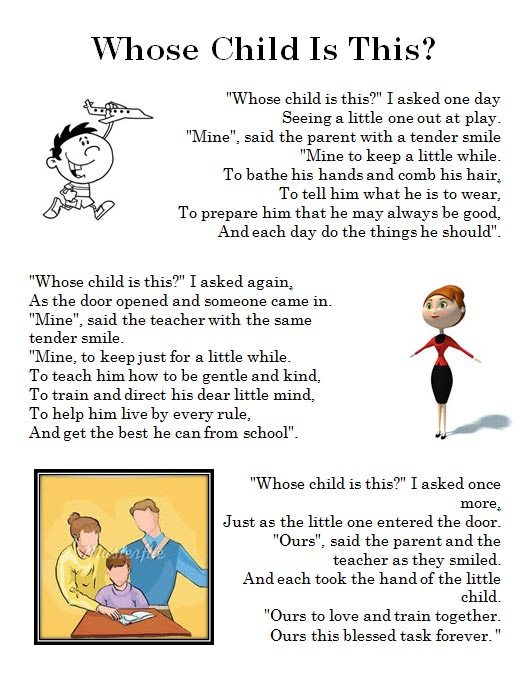 Whose Child Is This?
"Whose child is this?" I asked one day
Seeing a little one out at play.
"Mine", said the parent with a tender smile
"Mine to keep a little while.
To bathe his hands and comb his hair,
To tell him what he is to wear,
To prepare him that he may always be good,
And each day do the things he should".
"Whose child is this?" I asked again,
As the door opened and someone came in.
"Mine", said the teacher with the same
tender smile.
"Mine, to keep just for a little while.
To teach him how to be gentle and kind,
To train and direct his dear little mind,
To help him live by every rule,
And get the best he can from school".
"Whose child is this?" I asked once
more,
Just as the little one entered the door.
"Ours", said the parent and the
teacher as they smiled.
And each took the hand of the little
child.
"Ours to love and train together.
Ours this blessed task forever."